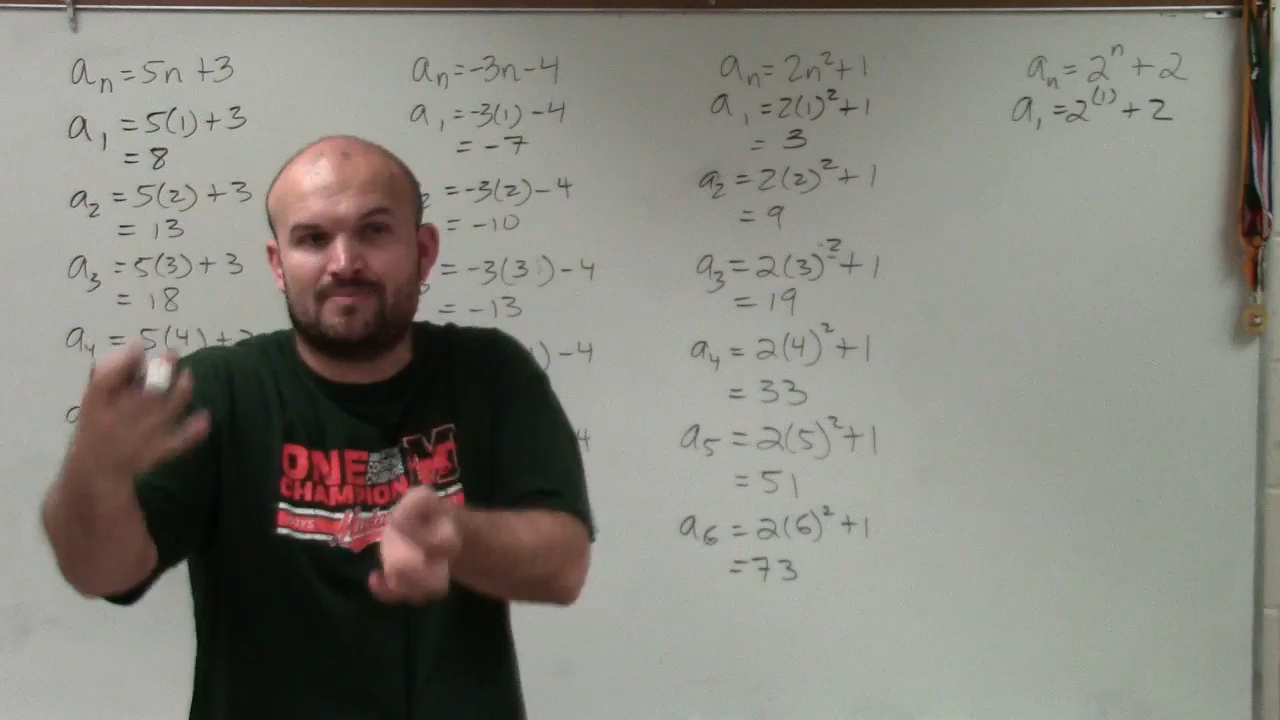 aₙ = 5n + 3
a₁ = 5(1) + 3
= 8
a₂ = 5(2) + 3
= 13
a₃ = 5(3) + 3
= 18
a₄ = 5(4) +
aₙ = -3n - 4
a₁ = -3(1) - 4
= -7
= -3(2) - 4
= -10
= -3(3) - 4
= -13
) - 4
4
aₙ = 2n² + 1
a₁ = 2(1)² + 1
= 3
a₂ = 2(2)² + 1
= 9
a₃ = 2(3)² + 1
= 19
a₄ = 2(4)² + 1
= 33
a₅ = 2(5)² + 1
= 51
a₆ = 2(6)² + 1
= 73
aₙ = 2ⁿ + 2
a₁ = 2⁽¹⁾ + 2
ONE M
CHAMPION